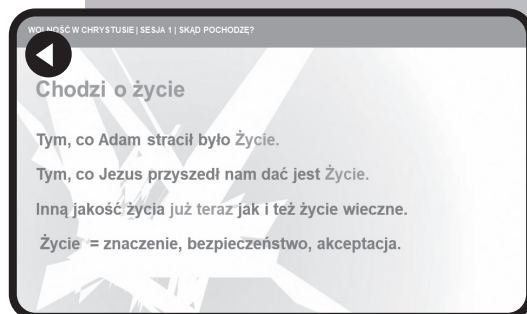 WOLNOŚĆ W CHRYSTUSIE | SESJA 1 | SKĄD POCHODZĘ?
Chodzi o życie
Tym, co Adam stracił było Życie.
Tym, co Jezus przyszedł nam dać jest Życie.
Inną jakość życia już teraz jak i też życie wieczne.
Życie = znaczenie, bezpieczeństwo, akceptacja.